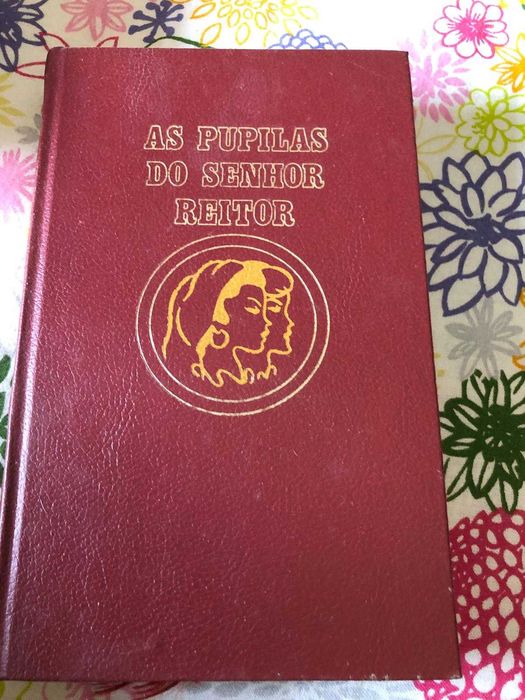 AS PUPILAS
DO SENHOR
REITOR